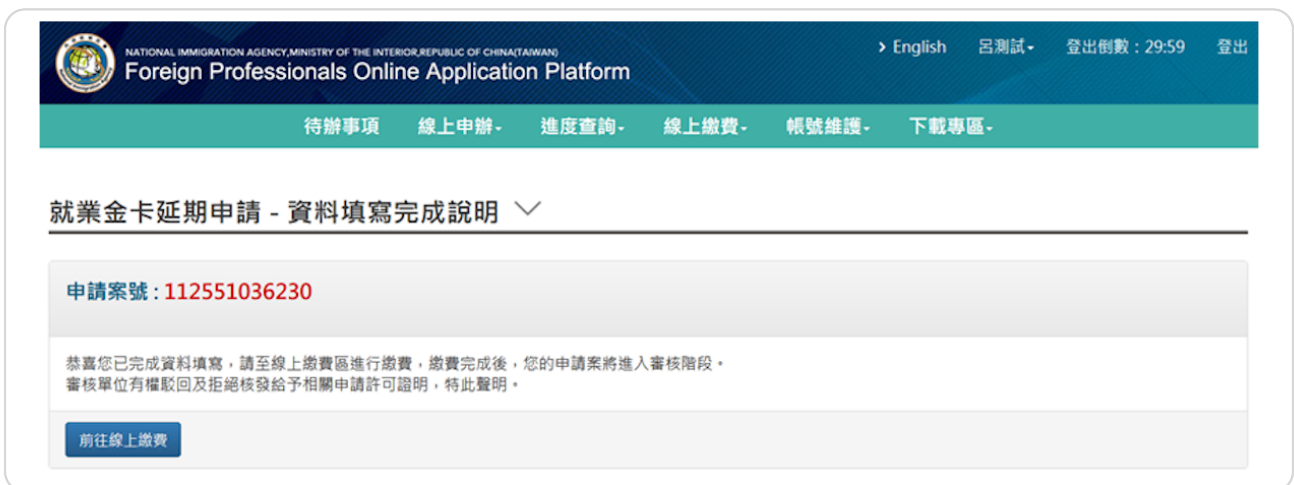 NATIONAL IMMIGRATION AGENCY,MINISTRY OF THE INTERIOR,REPUBLIC OF CHINA(TAIWAN)
Foreign Professionals Online Application Platform
English 呂測試 登出倒數：29:59 登出
待辦事項 線上申辦 進度查詢 線上繳費 帳號維護 下載專區
就業金卡延期申請 - 資料填寫完成說明
申請案號 : 112551036230
恭喜您已完成資料填寫，請至線上繳費區進行繳費，繳費完成後，您的申請案將進入審核階段。
審核單位有權駁回及拒絕核發給予相關申請許可證明，特此聲明。
前往線上繳費